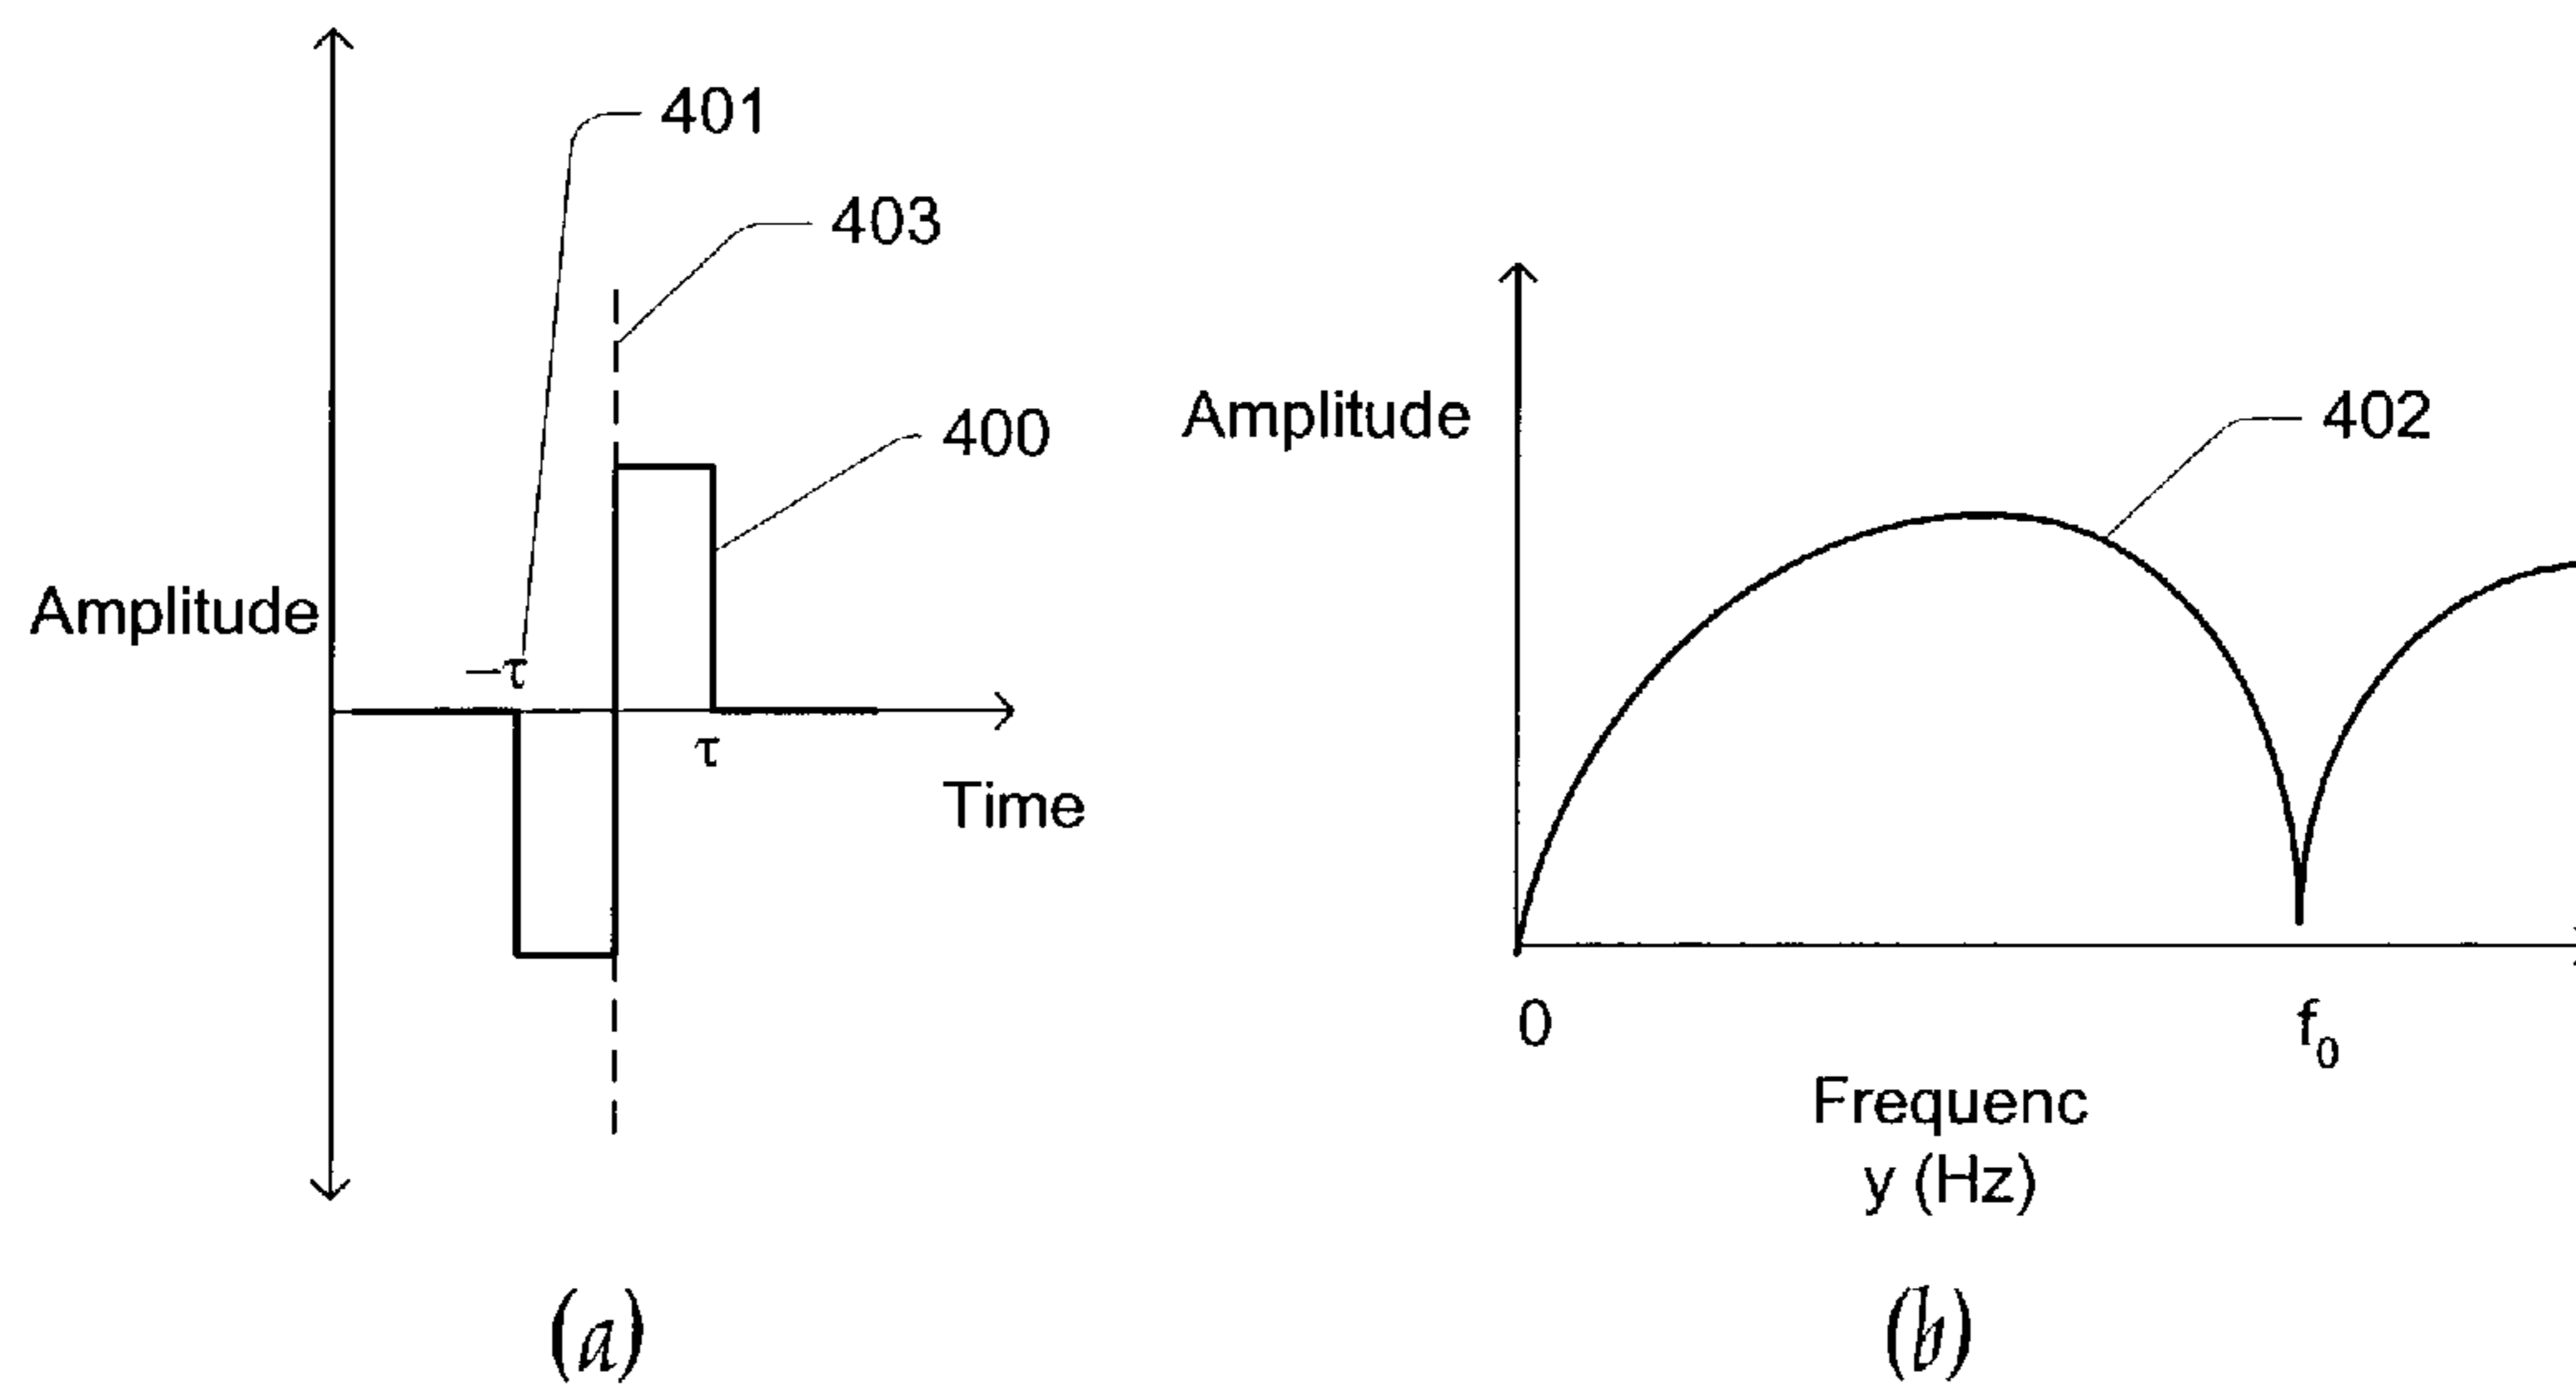 401
403
400
Amplitude
–τ
τ
Time
(a)
Amplitude
402
0
f₀
Frequenc
y (Hz)
(b)